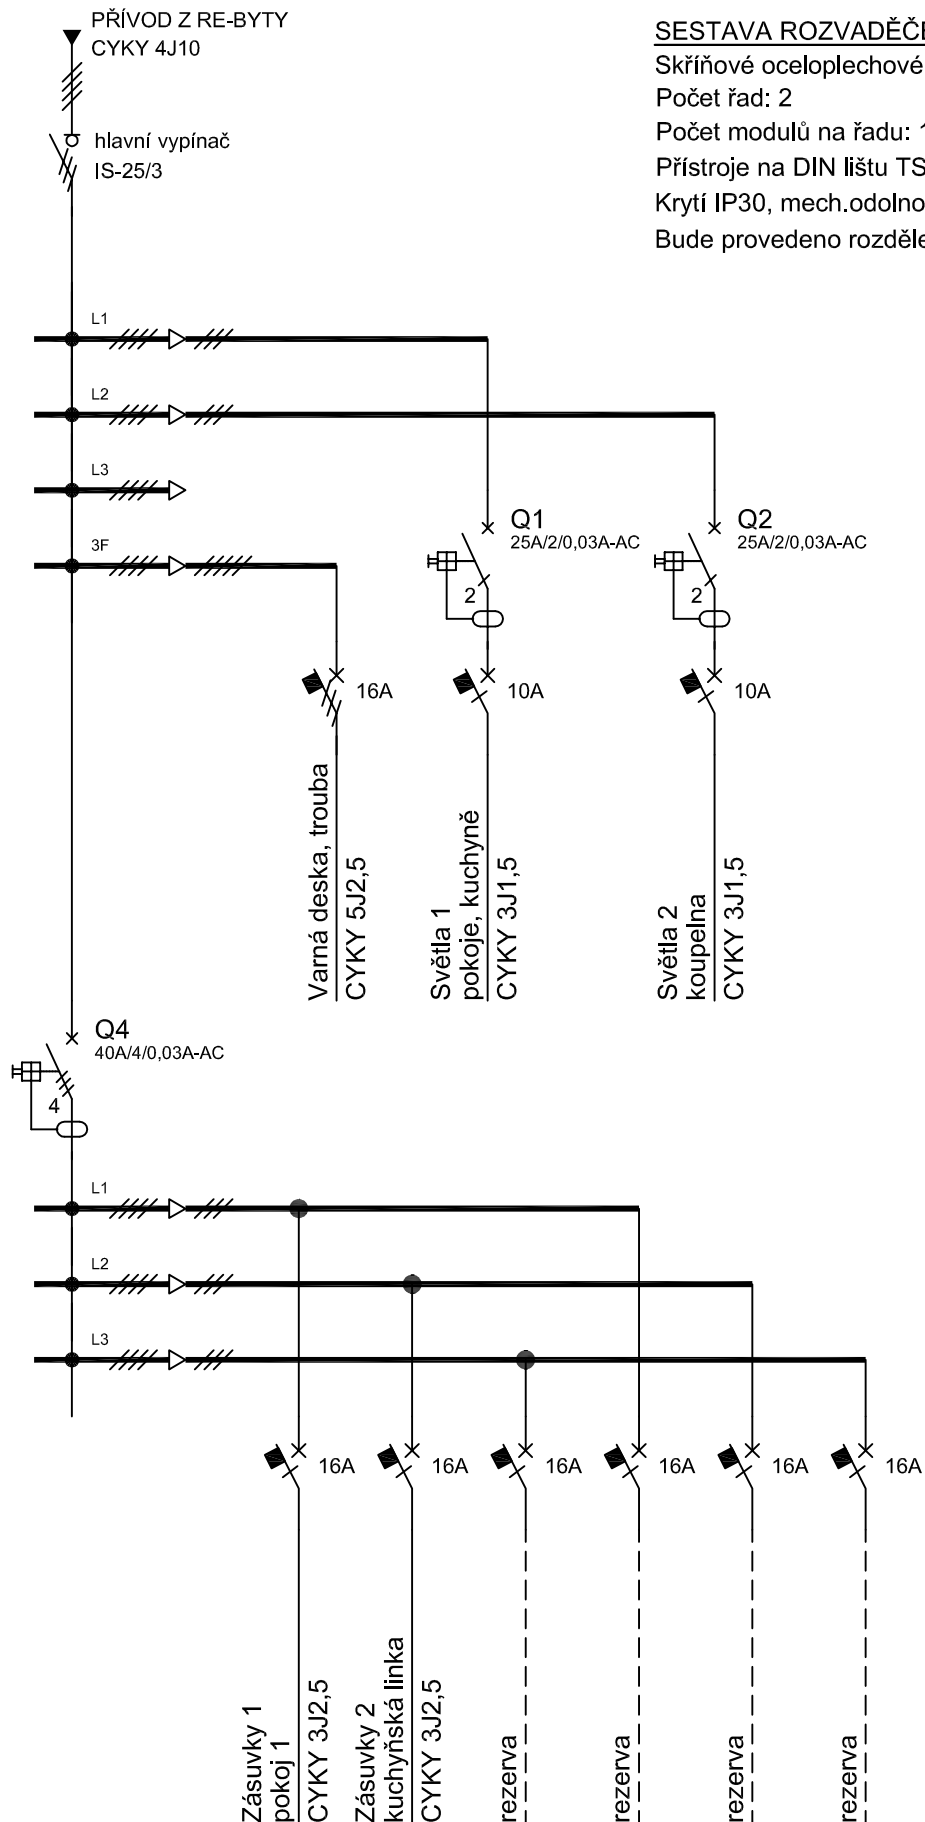 PŘÍVOD Z RE-BYTY
CYKY 4J10
hlavní vypínač
IS-25/3
SESTAVA
Skříňové oceloplechové
Počet řad: 2
Počet modulů na řadu:
Přístroje na DIN lištu
Krytí IP30,
Bude provedeno
L1
L2
L3
3F
Q1
25A/2/0,03A-AC
2
Q2
25A/2/0,03A-AC
2
16A
10A
10A
Varná deska, trouba
CYKY 5J2,5
Světla 1
pokoje, kuchyně
CYKY 3J1,5
Světla 2
koupelna
CYKY 3J1,5
Q4
40A/4/0,03A-AC
4
L1
L2
L3
16A
16A
16A
16A
16A
16A
Zásuvky 1
pokoj 1
CYKY 3J2,5
Zásuvky 2
kuchyňská linka
CYKY 3J2,5
rezerva
rezerva
rezerva
rezerva